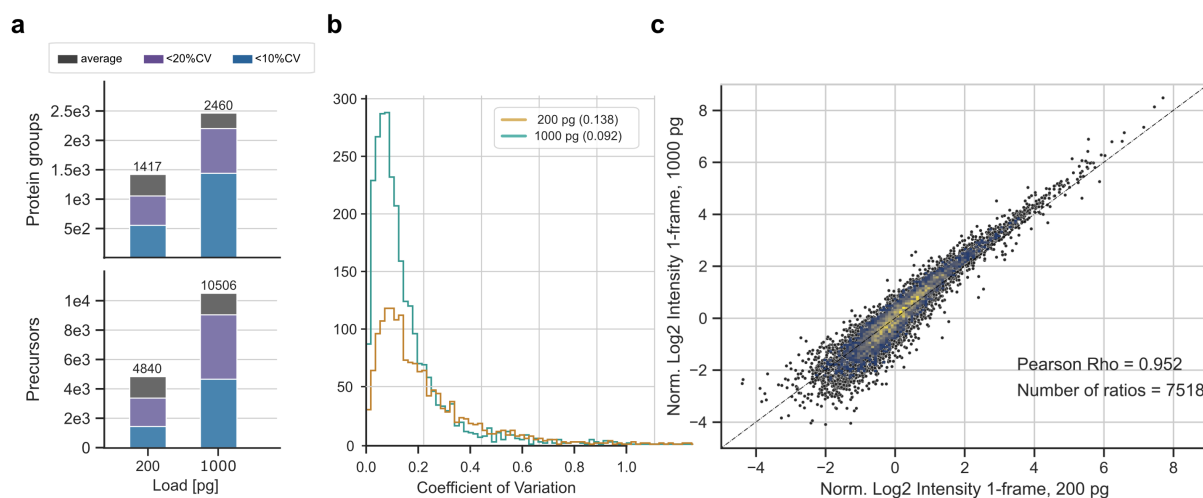 a
average <20%CV <10%CV
Protein groups
2.5e3
2e3
1.5e3
1e3
5e2
1417
2460
Precursors
1e4
8e3
6e3
4e3
2e3
0
4840
10506
200 1000
Load [pg]
b
300
250
200
150
100
50
0
200 pg (0.138)
1000 pg (0.092)
0.0 0.2 0.4 0.6 0.8 1.0
Coefficient of Variation
c
Norm. Log2 Intensity 1-frame, 1000 pg
8
6
4
2
0
−2
−4
Pearson Rho = 0.952
Number of ratios = 7518
−4 −2 0 2 4 6 8
Norm. Log2 Intensity 1-frame, 200 pg